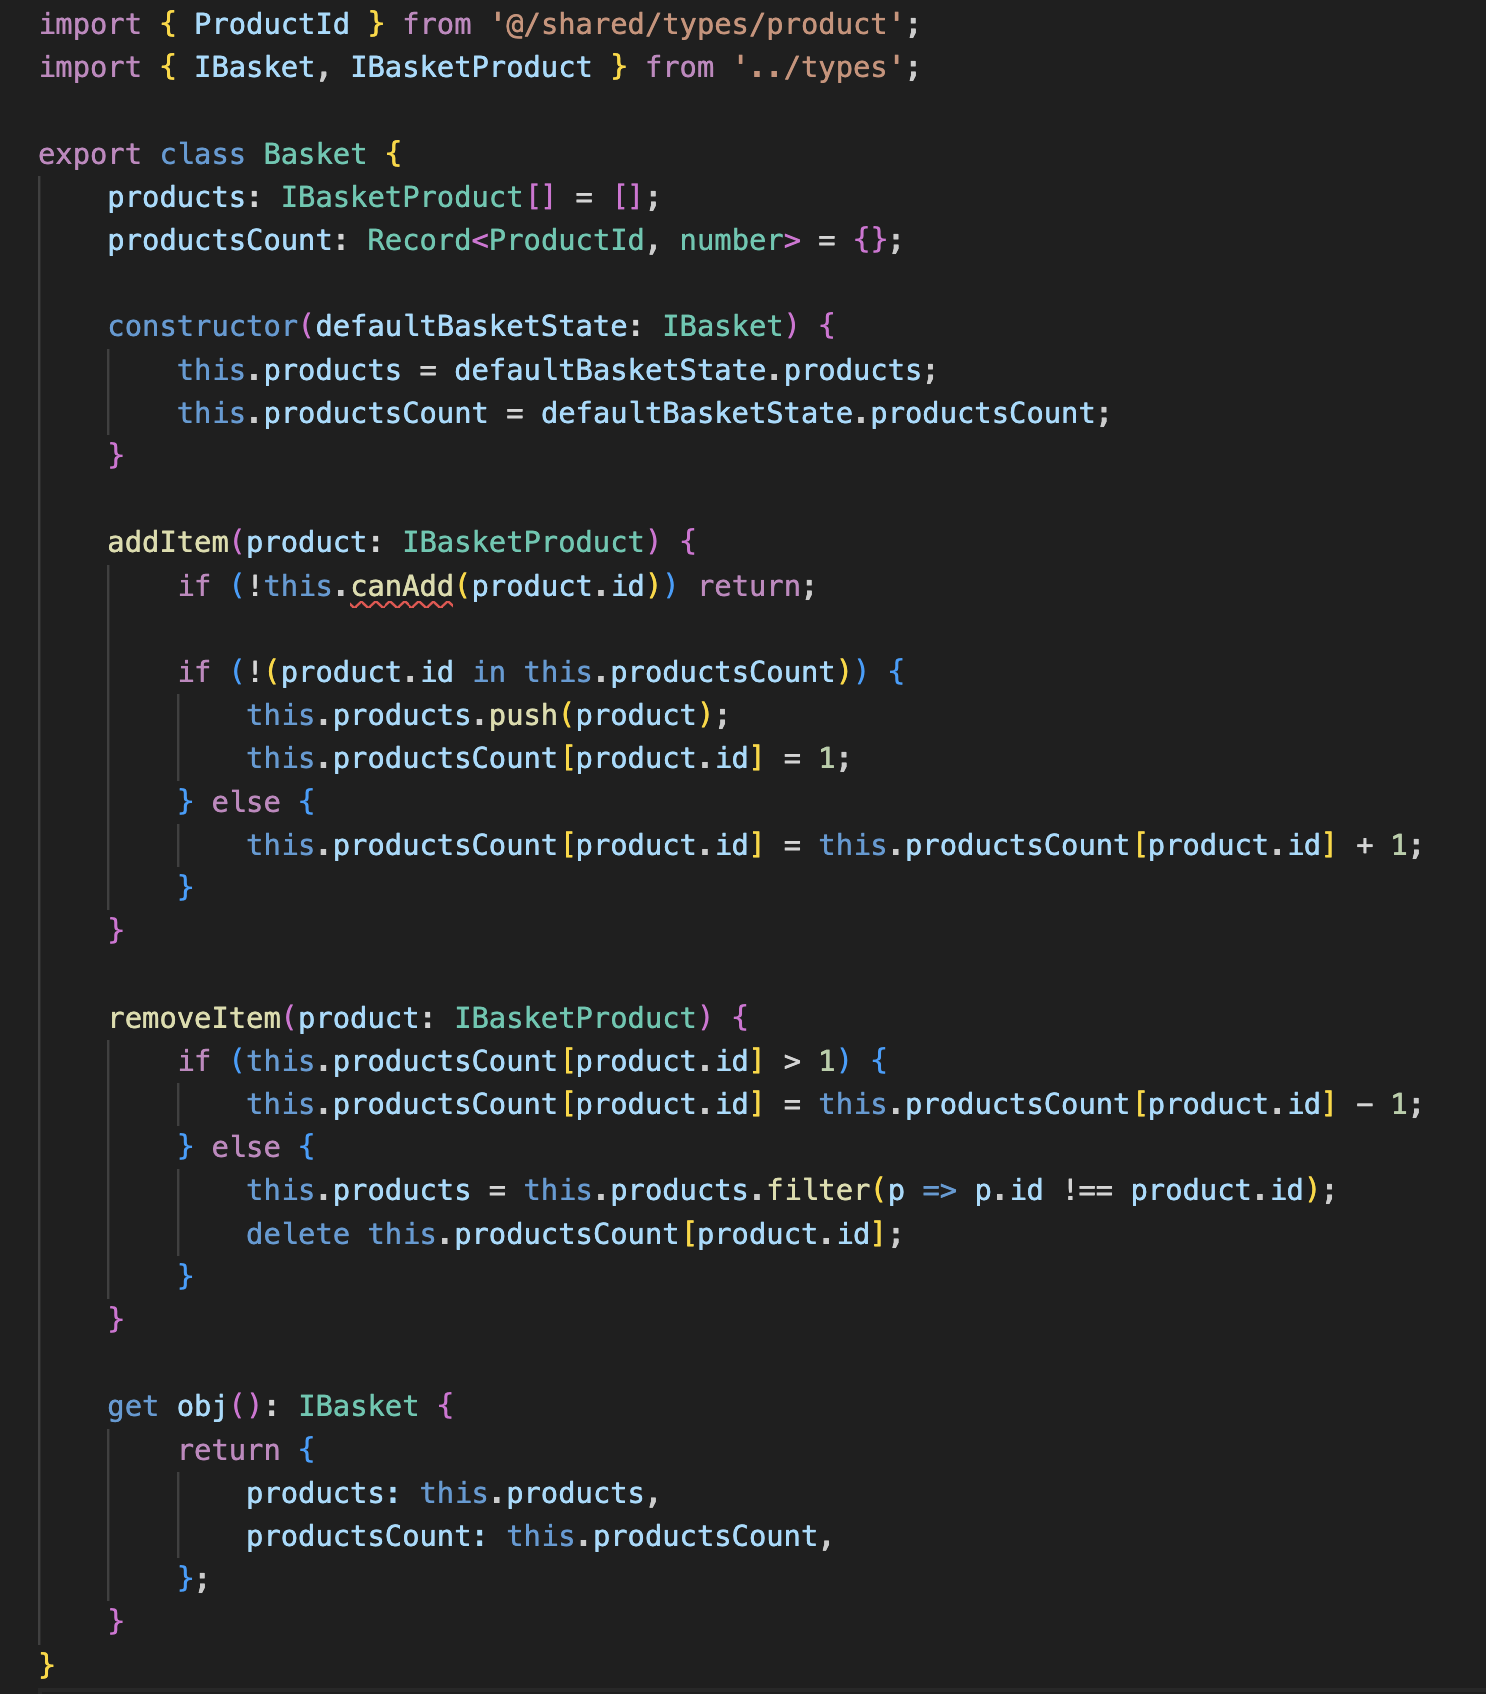 import { ProductId } from '@/shared/types/product';
import { IBasket, IBasketProduct } from '../types';

export class Basket {
    products: IBasketProduct[] = [];
    productsCount: Record<ProductId, number> = {};

    constructor(defaultBasketState: IBasket) {
        this.products = defaultBasketState.products;
        this.productsCount = defaultBasketState.productsCount;
    }

    addItem(product: IBasketProduct) {
        if (!this.canAdd(product.id)) return;

        if (!(product.id in this.productsCount)) {
            this.products.push(product);
            this.productsCount[product.id] = 1;
        } else {
            this.productsCount[product.id] = this.productsCount[product.id] + 1;
        }
    }

    removeItem(product: IBasketProduct) {
        if (this.productsCount[product.id] > 1) {
            this.productsCount[product.id] = this.productsCount[product.id] - 1;
        } else {
            this.products = this.products.filter(p => p.id !== product.id);
            delete this.productsCount[product.id];
        }
    }

    get obj(): IBasket {
        return {
            products: this.products,
            productsCount: this.productsCount,
        };
    }
}